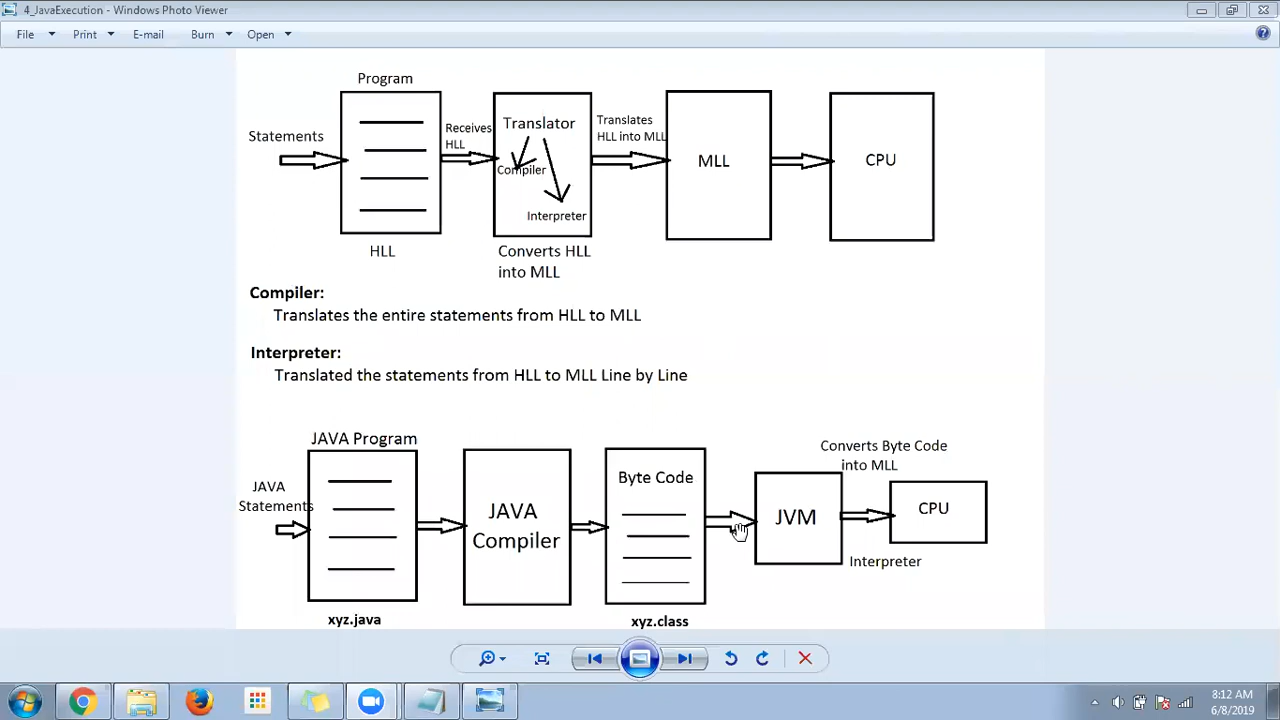 4_JavaExecution - Windows Photo Viewer
File Print E-mail Burn Open
Program
Statements
Receives
HLL
Translator
Compiler
Interpreter
Translates
HLL into MLL
MLL
CPU
HLL
Converts HLL
into MLL
Compiler:
Translates the entire statements from HLL to MLL
Interpreter:
Translated the statements from HLL to MLL Line by Line
JAVA Program
JAVA
Statements
JAVA
Compiler
Byte Code
JVM
Converts Byte Code
into MLL
CPU
Interpreter
xyz.java
xyz.class
8:12 AM
6/8/2019